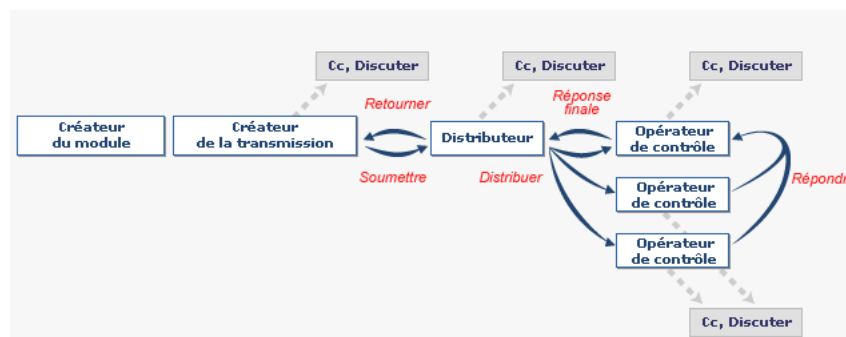 Cc, Discuter
Cc, Discuter
Cc, Discuter
Retourner
Réponse
finale
Créateur
du module
Créateur
de la transmission
Distributeur
Opérateur
de contrôle
Soumettre
Distribuer
Répondr
Opérateur
de contrôle
Opérateur
de contrôle
Cc, Discuter